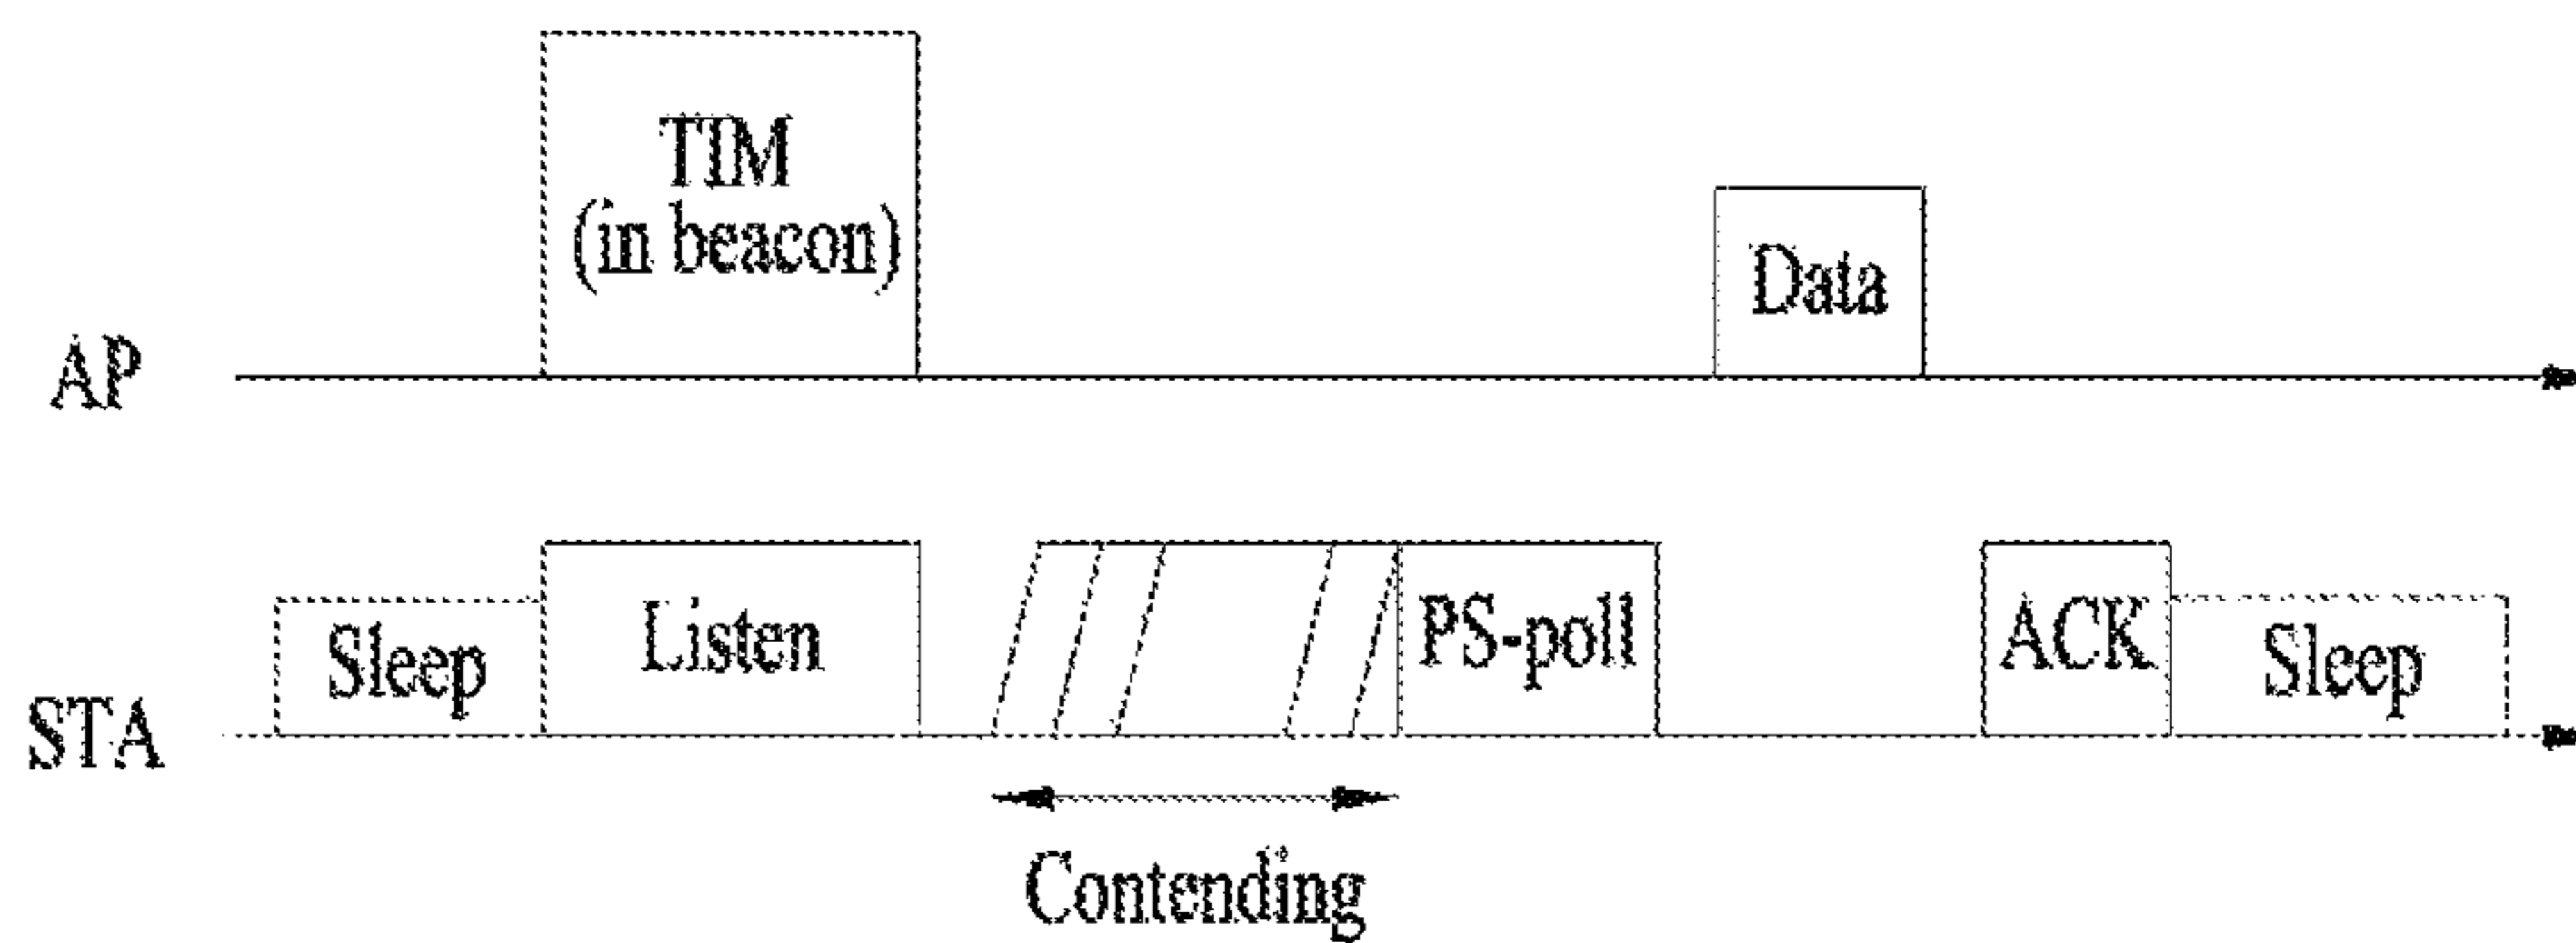 TIM
(in beacon)
Data
AP
Sleep
Listen
PS-poll
ACK
Sleep
STA
Contending